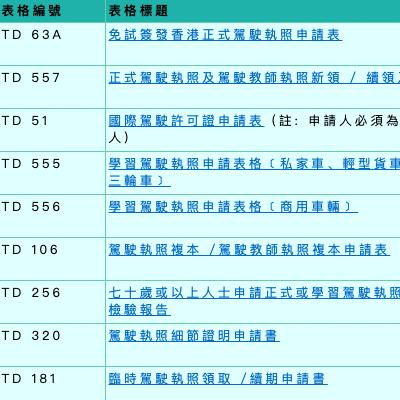 表格編號 表格標題
TD 63A 免試簽發香港正式駕駛執照申請表
TD 557 正式駕駛執照及駕駛教師執照新領 / 續領
TD 51 國際駕駛許可證申請表 (註: 申請人必須為
人)
TD 555 學習駕駛執照申請表格﹝私家車、輕型貨車
三輪車﹞
TD 556 學習駕駛執照申請表格﹝商用車輛﹞
TD 106 駕駛執照複本 /駕駛教師執照複本申請表
TD 256 七十歲或以上人士申請正式或學習駕駛執照
檢驗報告
TD 320 駕駛執照細節證明申請書
TD 181 臨時駕駛執照領取 /續期申請書